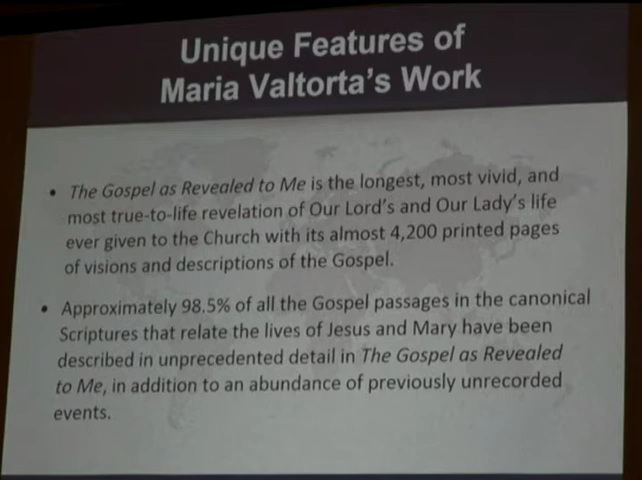 Unique Features of
Maria Valtorta's Work
• The Gospel as Revealed to Me is the longest, most vivid, and
most true-to-life revelation of Our Lord's and Our Lady's life
ever given to the Church with its almost 4,200 printed pages
of visions and descriptions of the Gospel.
• Approximately 98.5% of all the Gospel passages in the canonical
Scriptures that relate the lives of Jesus and Mary have been
described in unprecedented detail in The Gospel as Revealed
to Me, in addition to an abundance of previously unrecorded
events.